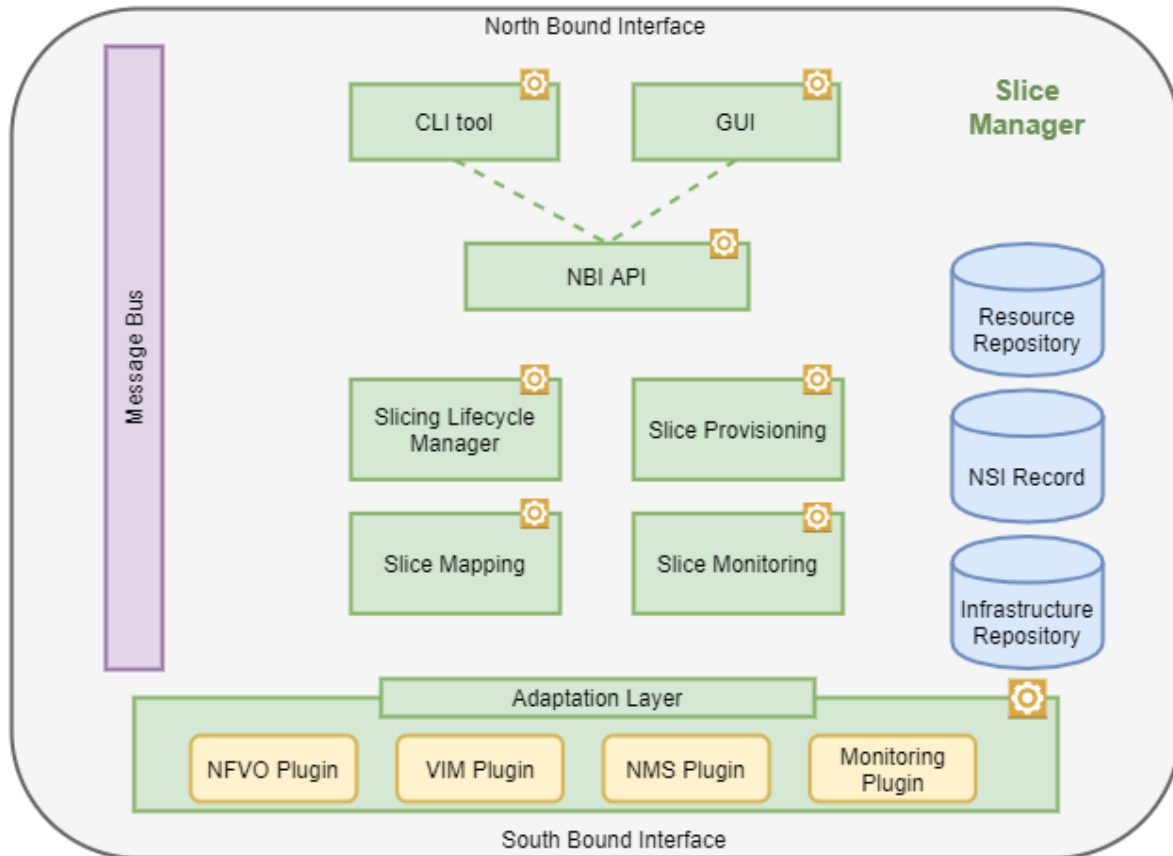 North Bound Interface
CLI tool
GUI
Slice
Manager
NBI API
Message Bus
Resource
Repository
Slicing Lifecycle
Manager
Slice Provisioning
NSI Record
Slice Mapping
Slice Monitoring
Infrastructure
Repository
Adaptation Layer
NFVO Plugin
VIM Plugin
NMS Plugin
Monitoring
Plugin
South Bound Interface